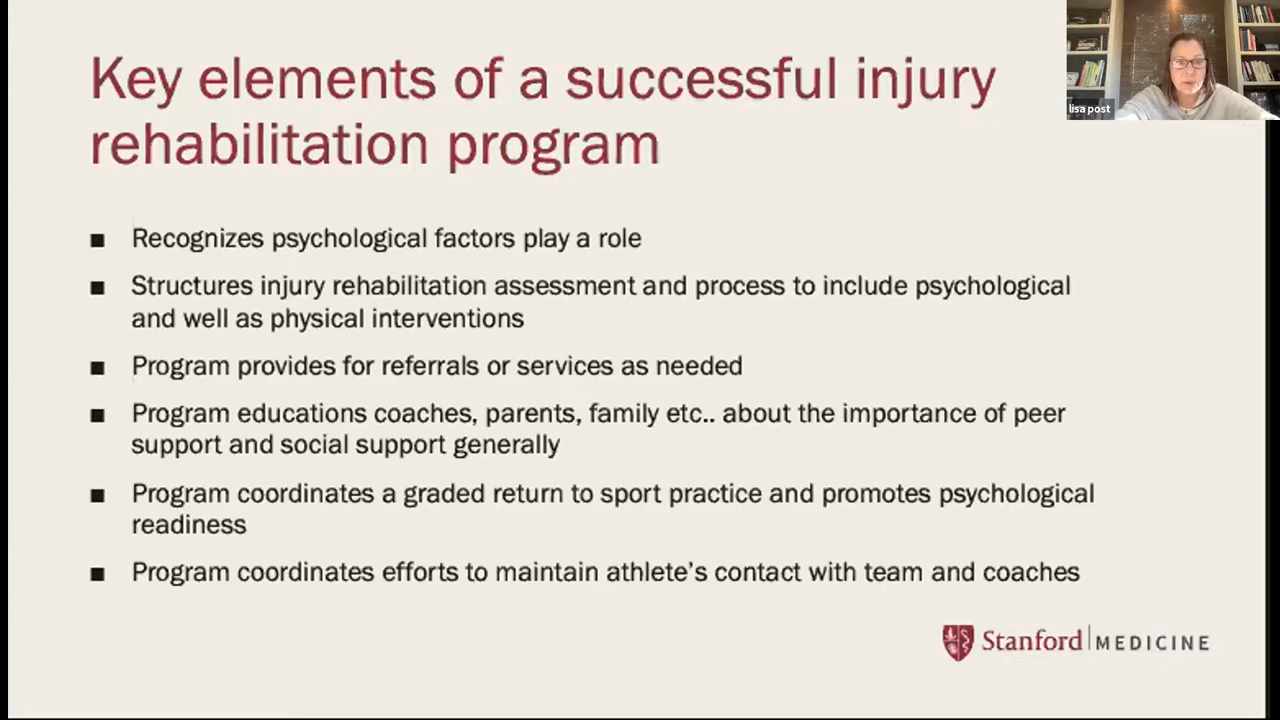 Key elements of a successful injury
rehabilitation program
lisa post
■ Recognizes psychological factors play a role
■ Structures injury rehabilitation assessment and process to include psychological
and well as physical interventions
■ Program provides for referrals or services as needed
■ Program educations coaches, parents, family etc.. about the importance of peer
support and social support generally
■ Program coordinates a graded return to sport practice and promotes psychological
readiness
■ Program coordinates efforts to maintain athlete's contact with team and coaches
Stanford MEDICINE